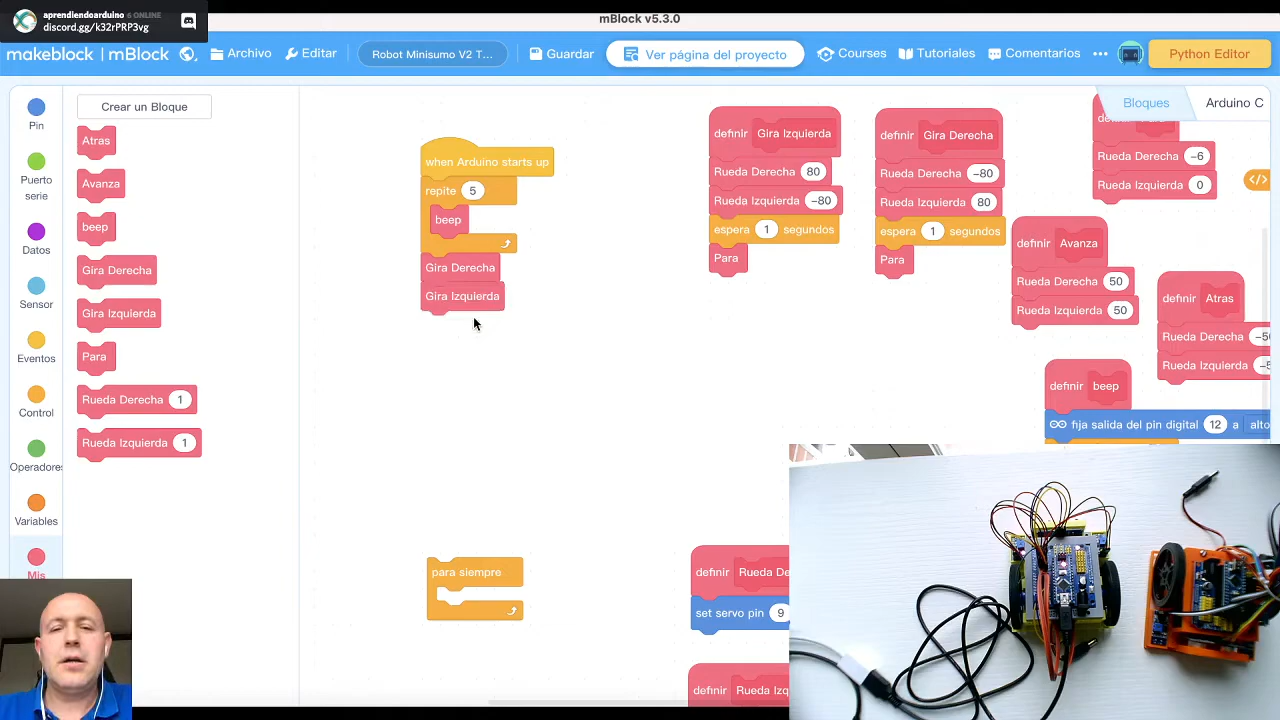 aprendiendoarduino 6 ONLINE
discord.gg/k32rPRP3vg
mBlock v5.3.0
makeblock | mBlock
Archivo
Editar
Robot Minisumo V2 T...
Guardar
Ver página del proyecto
Courses
Tutoriales
Comentarios
Python Editor
Pin
Puerto
serie
Datos
Sensor
Eventos
Control
Operadores
Variables
Mis
Crear un Bloque
Atras
Avanza
beep
Gira Derecha
Gira Izquierda
Para
Rueda Derecha 1
Rueda Izquierda 1
when Arduino starts up
repite 5
beep
Gira Derecha
Gira Izquierda
para siempre
definir Gira Izquierda
Rueda Derecha 80
Rueda Izquierda -80
espera 1 segundos
Para
definir Gira Derecha
Rueda Derecha -80
Rueda Izquierda 80
espera 1 segundos
Para
Bloques
Arduino C
Rueda Derecha -6
Rueda Izquierda 0
</>
definir Avanza
Rueda Derecha 50
Rueda Izquierda 50
definir Atras
Rueda Derecha
Rueda Izquierda
definir beep
fija salida del pin digital 12 a alto
definir Rueda De
set servo pin 9
definir Rueda Izq